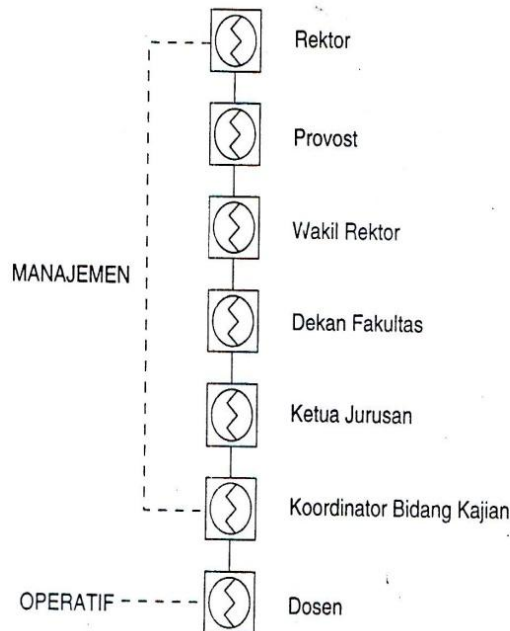 Rektor
Provost
Wakil Rektor
MANAJEMEN
Dekan Fakultas
Ketua Jurusan
Koordinator Bidang Kajian
OPERATIF
Dosen